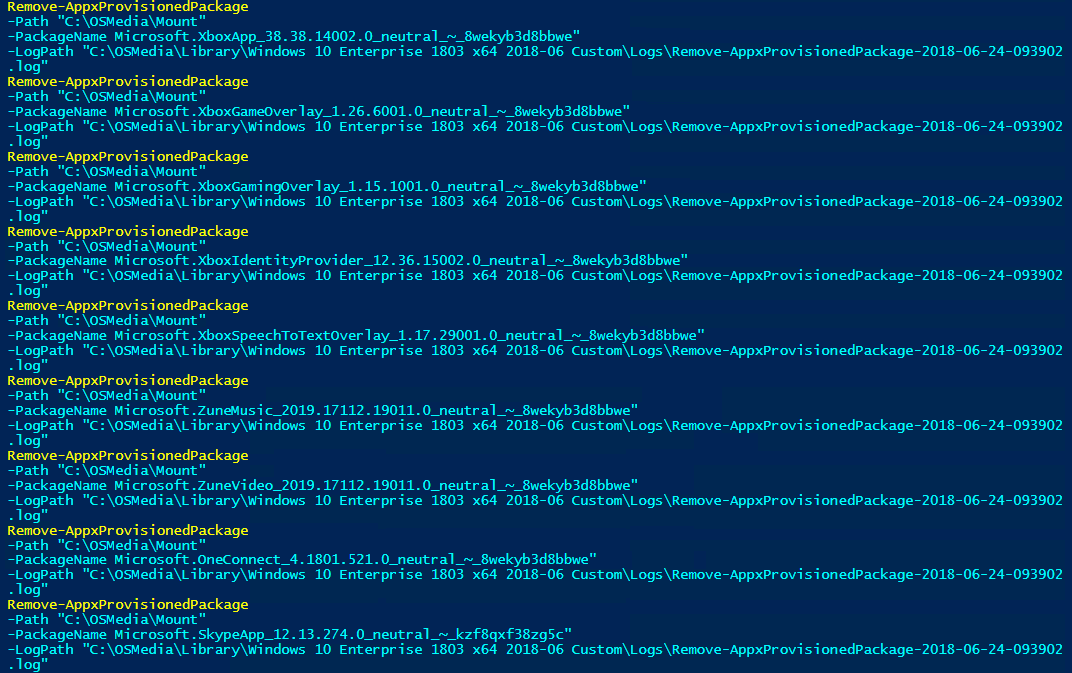 Remove-AppxProvisionedPackage
-Path "C:\OSMedia\Mount"
-PackageName Microsoft.XboxApp_38.38.14002.0_neutral_~_8wekyb3d8bbwe"
-LogPath "C:\OSMedia\Library\Windows 10 Enterprise 1803 x64 2018-06 Custom\Logs\Remove-AppxProvisionedPackage-2018-06-24-093902
.log"
Remove-AppxProvisionedPackage
-Path "C:\OSMedia\Mount"
-PackageName Microsoft.XboxGameOverlay_1.26.6001.0_neutral_~_8wekyb3d8bbwe"
-LogPath "C:\OSMedia\Library\Windows 10 Enterprise 1803 x64 2018-06 Custom\Logs\Remove-AppxProvisionedPackage-2018-06-24-093902
.log"
Remove-AppxProvisionedPackage
-Path "C:\OSMedia\Mount"
-PackageName Microsoft.XboxGamingOverlay_1.15.1001.0_neutral_~_8wekyb3d8bbwe"
-LogPath "C:\OSMedia\Library\Windows 10 Enterprise 1803 x64 2018-06 Custom\Logs\Remove-AppxProvisionedPackage-2018-06-24-093902
.log"
Remove-AppxProvisionedPackage
-Path "C:\OSMedia\Mount"
-PackageName Microsoft.XboxIdentityProvider_12.36.15002.0_neutral_~_8wekyb3d8bbwe"
-LogPath "C:\OSMedia\Library\Windows 10 Enterprise 1803 x64 2018-06 Custom\Logs\Remove-AppxProvisionedPackage-2018-06-24-093902
.log"
Remove-AppxProvisionedPackage
-Path "C:\OSMedia\Mount"
-PackageName Microsoft.XboxSpeechToTextOverlay_1.17.29001.0_neutral_~_8wekyb3d8bbwe"
-LogPath "C:\OSMedia\Library\Windows 10 Enterprise 1803 x64 2018-06 Custom\Logs\Remove-AppxProvisionedPackage-2018-06-24-093902
.log"
Remove-AppxProvisionedPackage
-Path "C:\OSMedia\Mount"
-PackageName Microsoft.ZuneMusic_2019.17112.19011.0_neutral_~_8wekyb3d8bbwe"
-LogPath "C:\OSMedia\Library\Windows 10 Enterprise 1803 x64 2018-06 Custom\Logs\Remove-AppxProvisionedPackage-2018-06-24-093902
.log"
Remove-AppxProvisionedPackage
-Path "C:\OSMedia\Mount"
-PackageName Microsoft.ZuneVideo_2019.17112.19011.0_neutral_~_8wekyb3d8bbwe"
-LogPath "C:\OSMedia\Library\Windows 10 Enterprise 1803 x64 2018-06 Custom\Logs\Remove-AppxProvisionedPackage-2018-06-24-093902
.log"
Remove-AppxProvisionedPackage
-Path "C:\OSMedia\Mount"
-PackageName Microsoft.OneConnect_4.1801.521.0_neutral_~_8wekyb3d8bbwe"
-LogPath "C:\OSMedia\Library\Windows 10 Enterprise 1803 x64 2018-06 Custom\Logs\Remove-AppxProvisionedPackage-2018-06-24-093902
.log"
Remove-AppxProvisionedPackage
-Path "C:\OSMedia\Mount"
-PackageName Microsoft.SkypeApp_12.13.274.0_neutral_~_kzf8qxf38zg5c"
-LogPath "C:\OSMedia\Library\Windows 10 Enterprise 1803 x64 2018-06 Custom\Logs\Remove-AppxProvisionedPackage-2018-06-24-093902
.log"